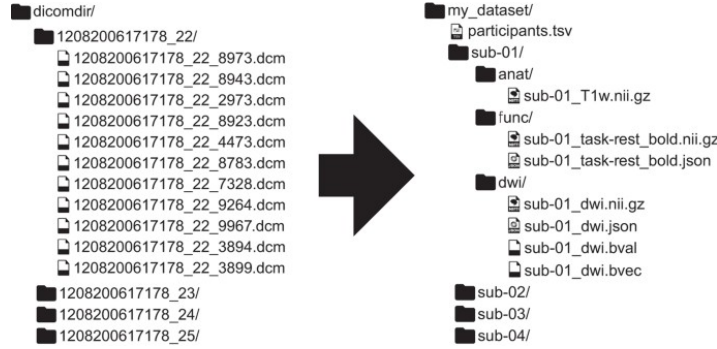 dicomdir/
1208200617178_22/
1208200617178_22_8973.dcm
1208200617178_22_8943.dcm
1208200617178_22_2973.dcm
1208200617178_22_8923.dcm
1208200617178_22_4473.dcm
1208200617178_22_8783.dcm
1208200617178_22_7328.dcm
1208200617178_22_9264.dcm
1208200617178_22_9967.dcm
1208200617178_22_3894.dcm
1208200617178_22_3899.dcm
1208200617178_23/
1208200617178_24/
1208200617178_25/
my_dataset/
participants.tsv
sub-01/
anat/
sub-01_T1w.nii.gz
func/
sub-01_task-rest_bold.nii.gz
sub-01_task-rest_bold.json
dwi/
sub-01_dwi.nii.gz
sub-01_dwi.json
sub-01_dwi.bval
sub-01_dwi.bvec
sub-02/
sub-03/
sub-04/